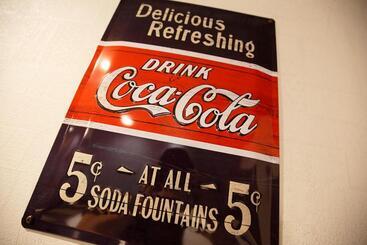 Delicious
Refreshing
DRINK
Coca-Cola
5¢ - AT ALL - 5¢
SODA FOUNTAINS